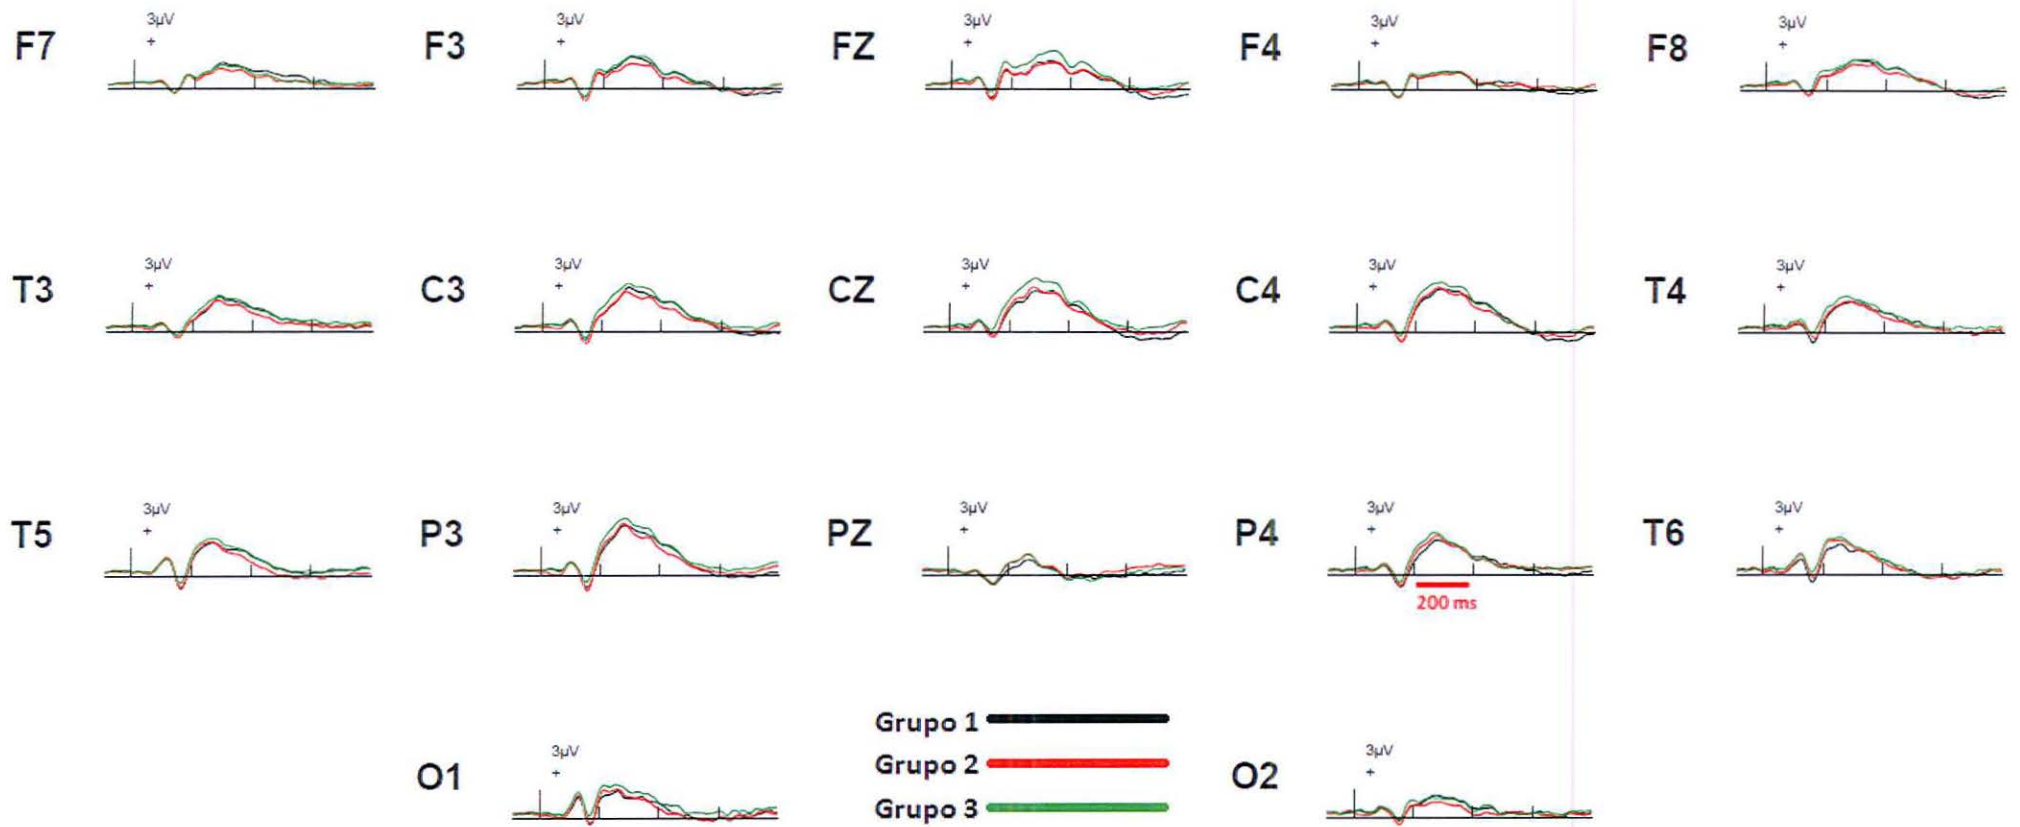 3µV 3µV 3µV 3µV 3µV
F7 F3 FZ F4 F8
3µV 3µV 3µV 3µV 3µV
T3 C3 CZ C4 T4
3µV 3µV 3µV 3µV 3µV
T5 P3 PZ P4 T6
200 ms
Grupo 1
3µV 3µV
Grupo 2
O1 O2
Grupo 3